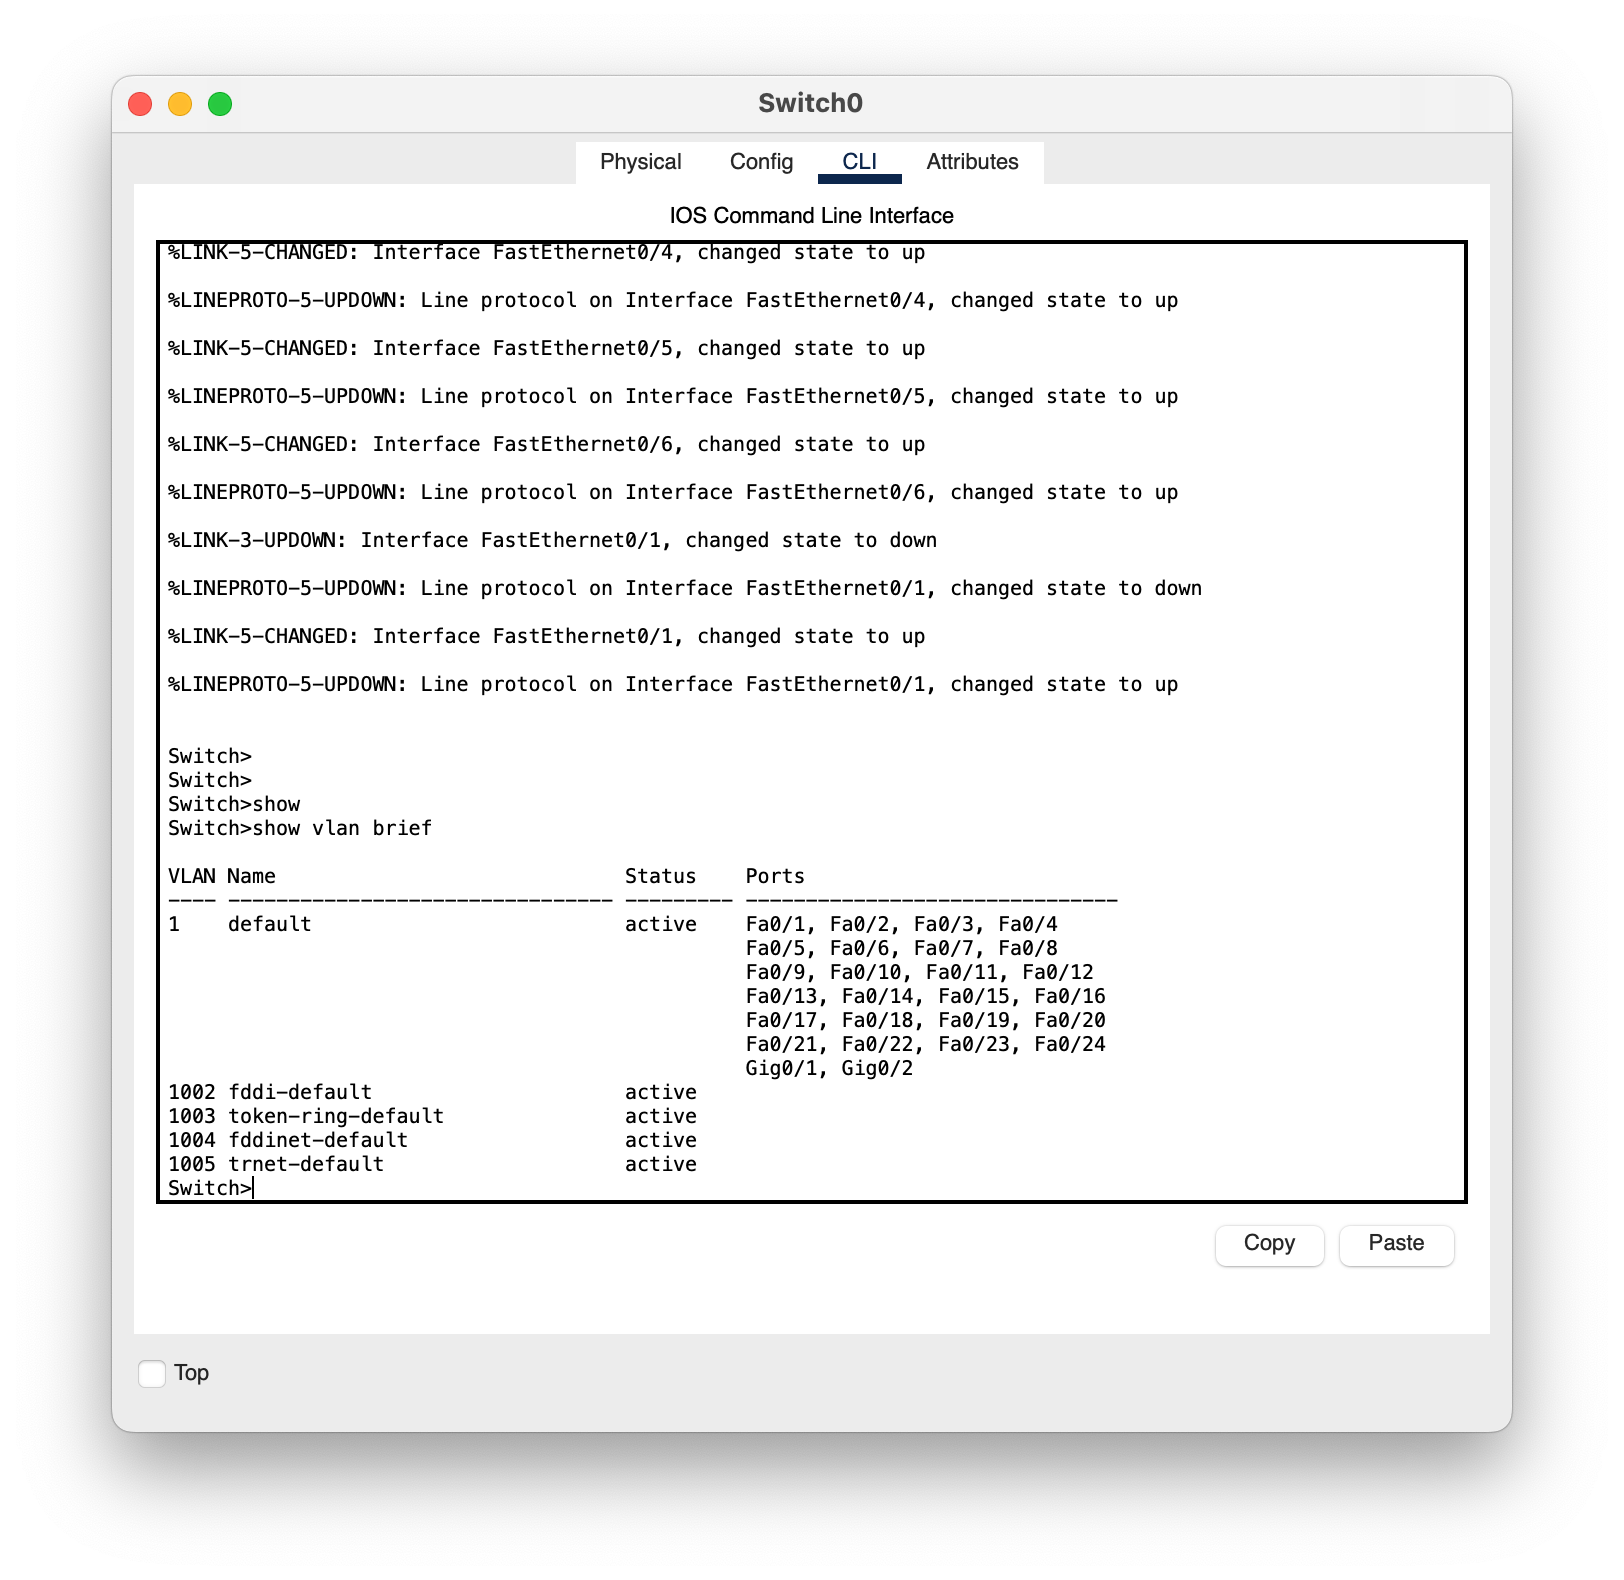 Switch0
Physical Config CLI Attributes
IOS Command Line Interface
%LINK-5-CHANGED: Interface FastEthernet0/4, changed state to up
%LINEPROTO-5-UPDOWN: Line protocol on Interface FastEthernet0/4, changed state to up
%LINK-5-CHANGED: Interface FastEthernet0/5, changed state to up
%LINEPROTO-5-UPDOWN: Line protocol on Interface FastEthernet0/5, changed state to up
%LINK-5-CHANGED: Interface FastEthernet0/6, changed state to up
%LINEPROTO-5-UPDOWN: Line protocol on Interface FastEthernet0/6, changed state to up
%LINK-3-UPDOWN: Interface FastEthernet0/1, changed state to down
%LINEPROTO-5-UPDOWN: Line protocol on Interface FastEthernet0/1, changed state to down
%LINK-5-CHANGED: Interface FastEthernet0/1, changed state to up
%LINEPROTO-5-UPDOWN: Line protocol on Interface FastEthernet0/1, changed state to up
Switch>
Switch>
Switch>show
Switch>show vlan brief
VLAN Name                             Status    Ports
---- -------------------------------- --------- -------------------------------
1    default                          active    Fa0/1, Fa0/2, Fa0/3, Fa0/4
                                                Fa0/5, Fa0/6, Fa0/7, Fa0/8
                                                Fa0/9, Fa0/10, Fa0/11, Fa0/12
                                                Fa0/13, Fa0/14, Fa0/15, Fa0/16
                                                Fa0/17, Fa0/18, Fa0/19, Fa0/20
                                                Fa0/21, Fa0/22, Fa0/23, Fa0/24
                                                Gig0/1, Gig0/2
1002 fddi-default                     active
1003 token-ring-default               active
1004 fddinet-default                  active
1005 trnet-default                    active
Switch>
Copy Paste
Top